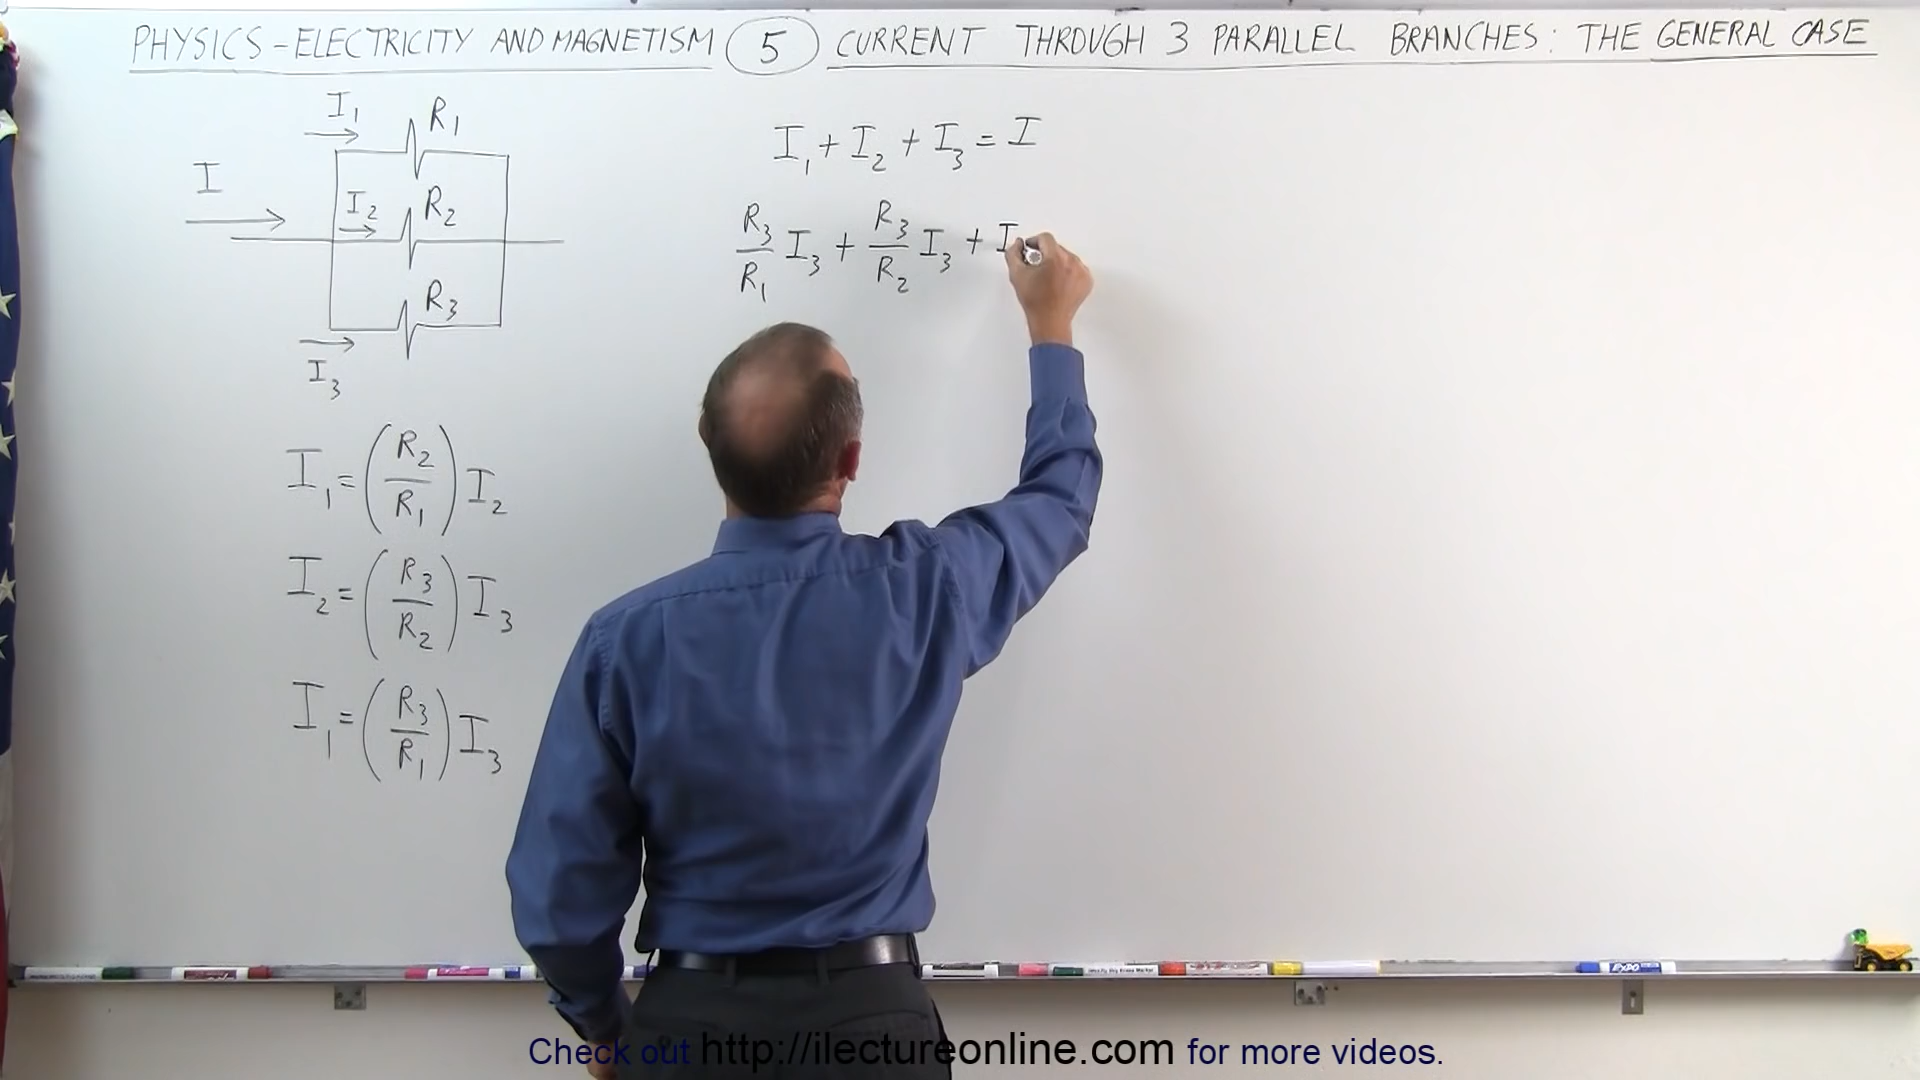 PHYSICS - ELECTRICITY AND MAGNETISM 5 CURRENT THROUGH 3 PARALLEL BRANCHES: THE GENERAL CASE
I₁ R₁
I
I₂ R₂
R₃
I₃
I₁ = (R₂/R₁) I₂
I₂ = (R₃/R₂) I₃
I₁ = (R₃/R₁) I₃
I₁ + I₂ + I₃ = I
R₃/R₁ I₃ + R₃/R₂ I₃ + I
EXPO
Check out http://ilectureonline.com for more videos.